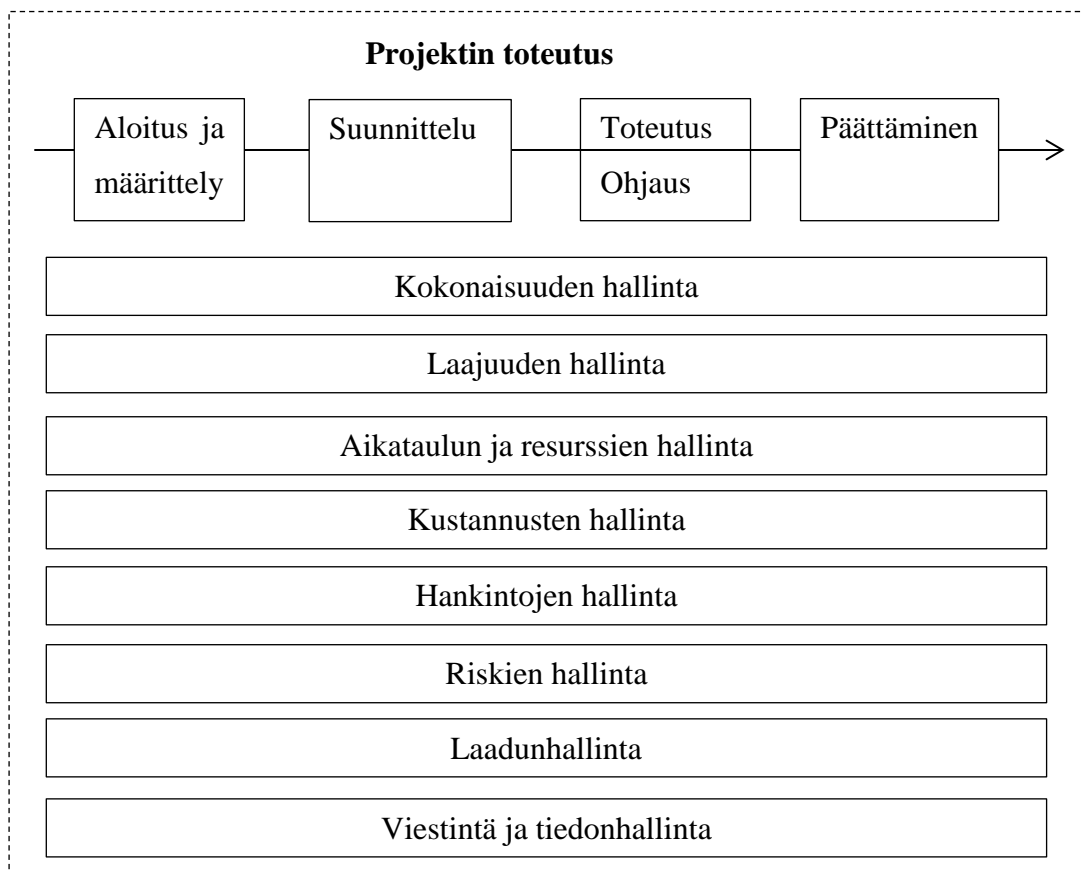 Projektin toteutus
Aloitus ja
määrittely
Suunnittelu
Toteutus
Ohjaus
Päättäminen
Kokonaisuuden hallinta
Laajuuden hallinta
Aikataulun ja resurssien hallinta
Kustannusten hallinta
Hankintojen hallinta
Riskien hallinta
Laadunhallinta
Viestintä ja tiedonhallinta